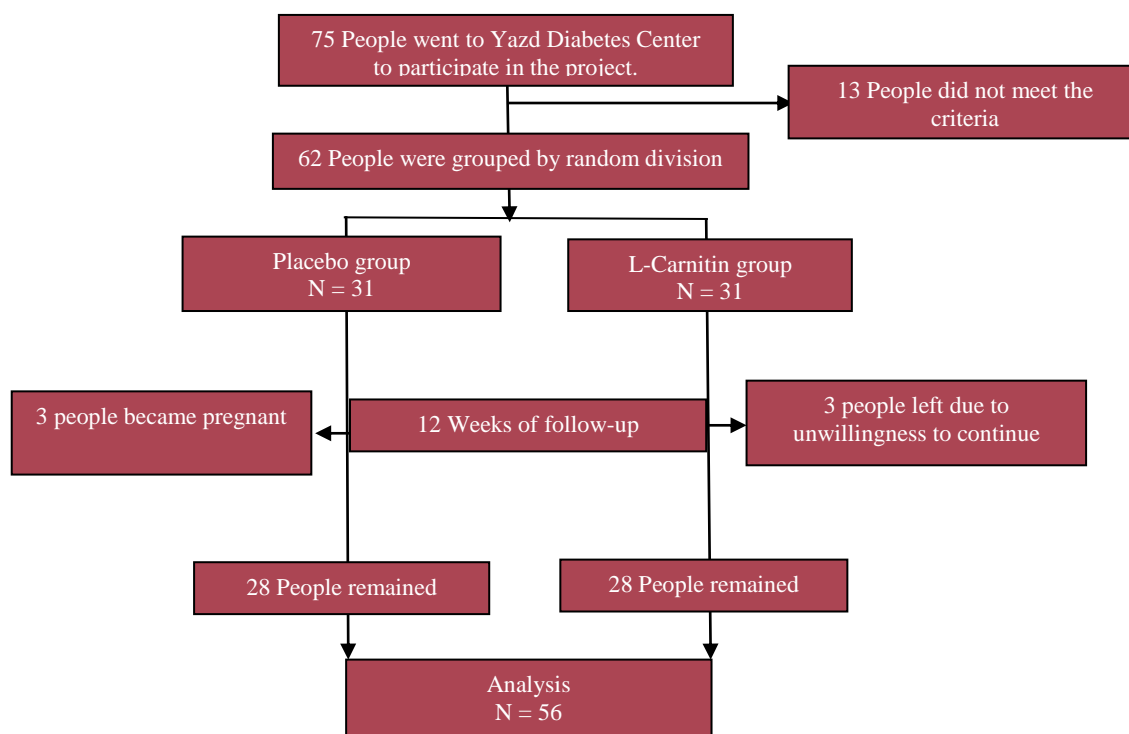 75 People went to Yazd Diabetes Center
to participate in the project.
13 People did not meet the
criteria
62 People were grouped by random division
Placebo group
N = 31
L-Carnitin group
N = 31
3 people became pregnant
12 Weeks of follow-up
3 people left due to
unwillingness to continue
28 People remained
28 People remained
Analysis
N = 56